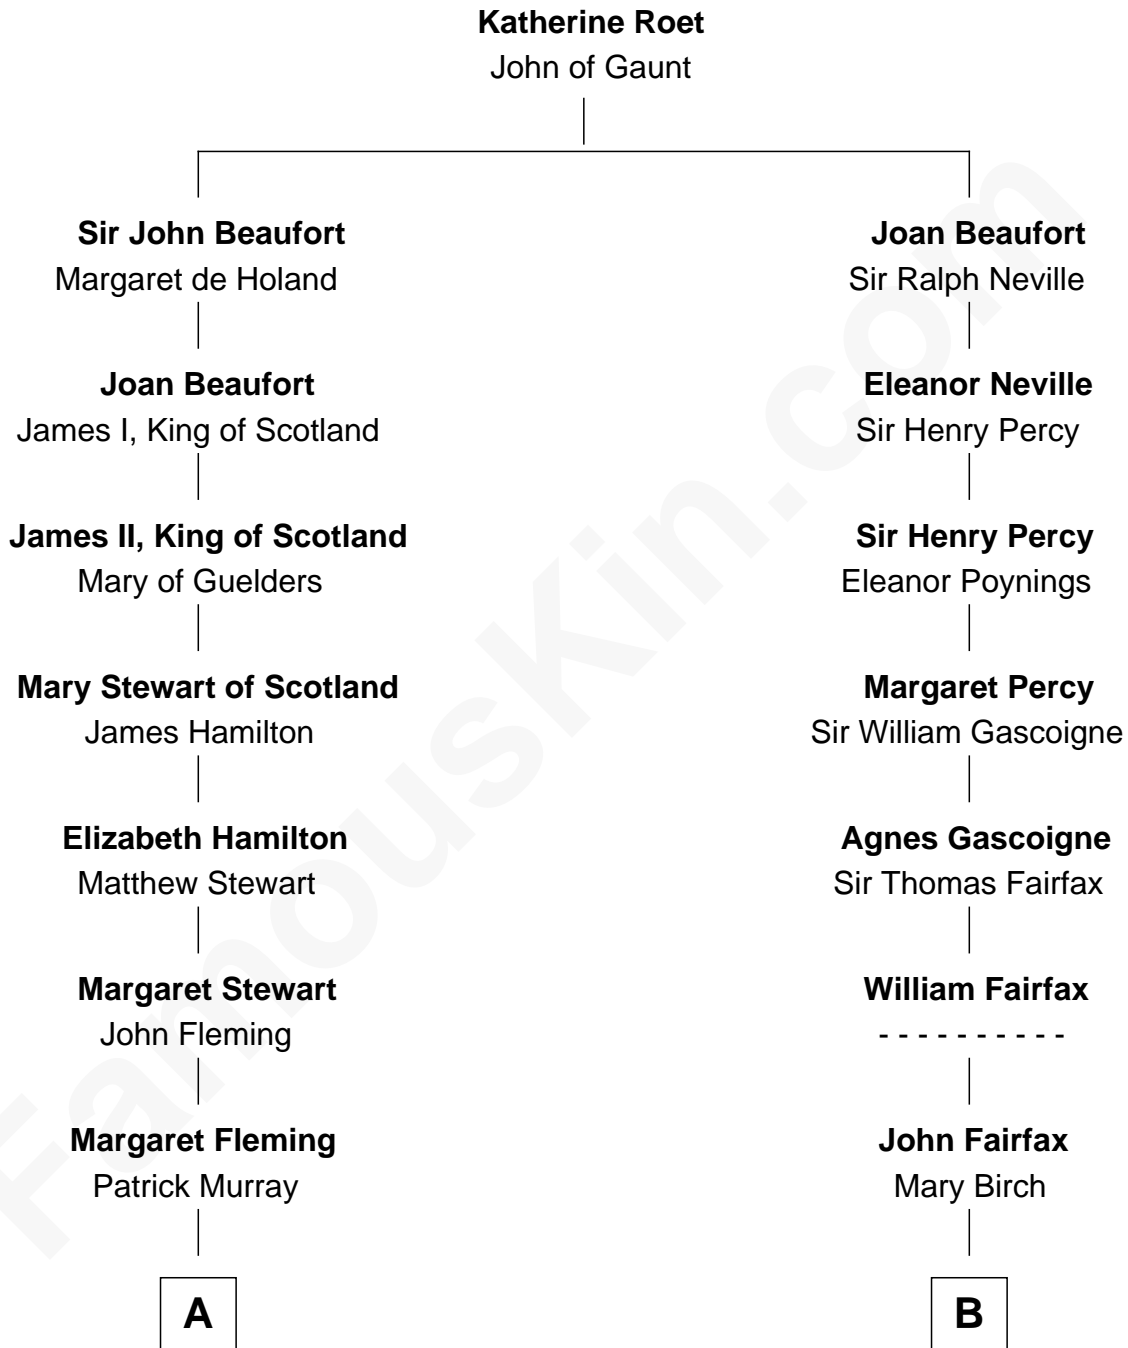 Katherine Roet
John of Gaunt
Sir John Beaufort
Margaret de Holand
Joan Beaufort
James I, King of Scotland
James II, King of Scotland
Mary of Guelders
Mary Stewart of Scotland
James Hamilton
Elizabeth Hamilton
Matthew Stewart
Margaret Stewart
John Fleming
Margaret Fleming
Patrick Murray
A
Joan Beaufort
Sir Ralph Neville
Eleanor Neville
Sir Henry Percy
Sir Henry Percy
Eleanor Poynings
Margaret Percy
Sir William Gascoigne
Agnes Gascoigne
Sir Thomas Fairfax
William Fairfax
- - - - - - - - - -
John Fairfax
Mary Birch
B
FamousKin.com